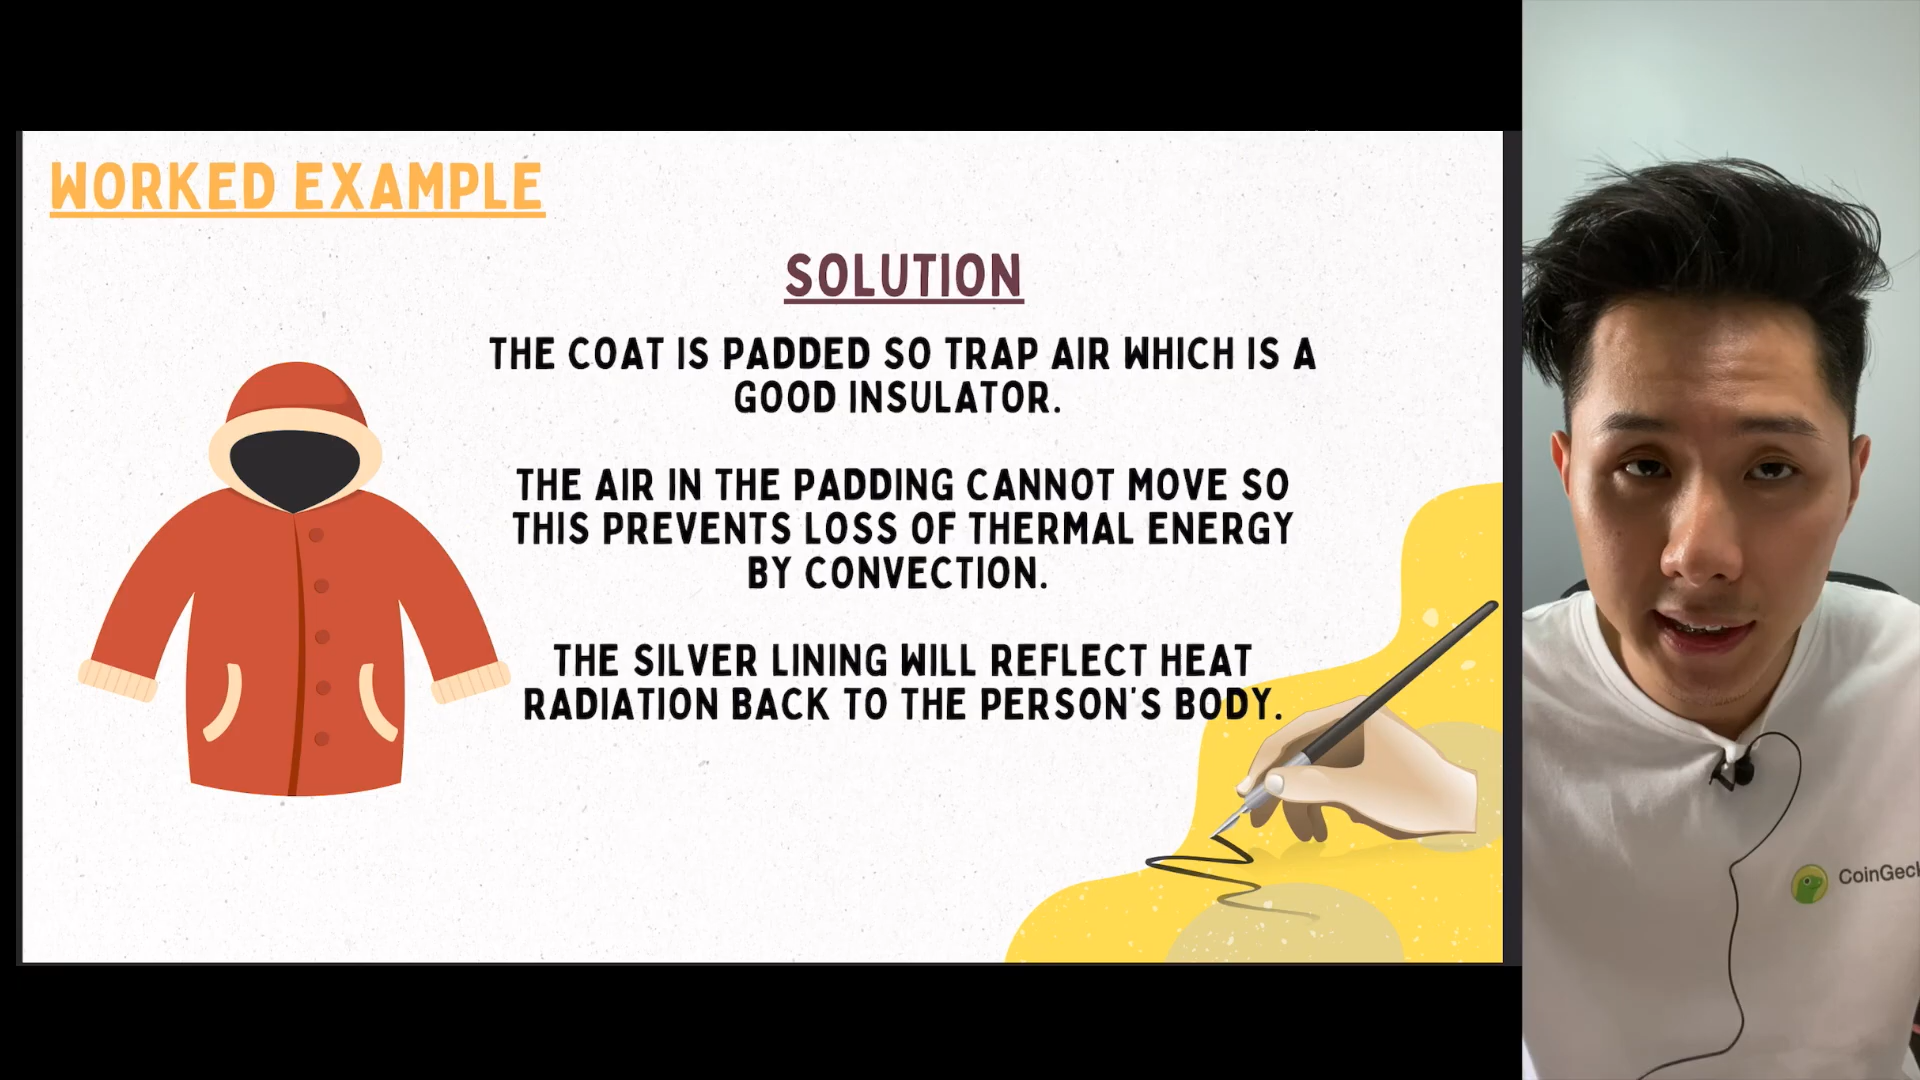 WORKED EXAMPLE
SOLUTION
THE COAT IS PADDED SO TRAP AIR WHICH IS A
GOOD INSULATOR.
THE AIR IN THE PADDING CANNOT MOVE SO
THIS PREVENTS LOSS OF THERMAL ENERGY
BY CONVECTION.
THE SILVER LINING WILL REFLECT HEAT
RADIATION BACK TO THE PERSON'S BODY.